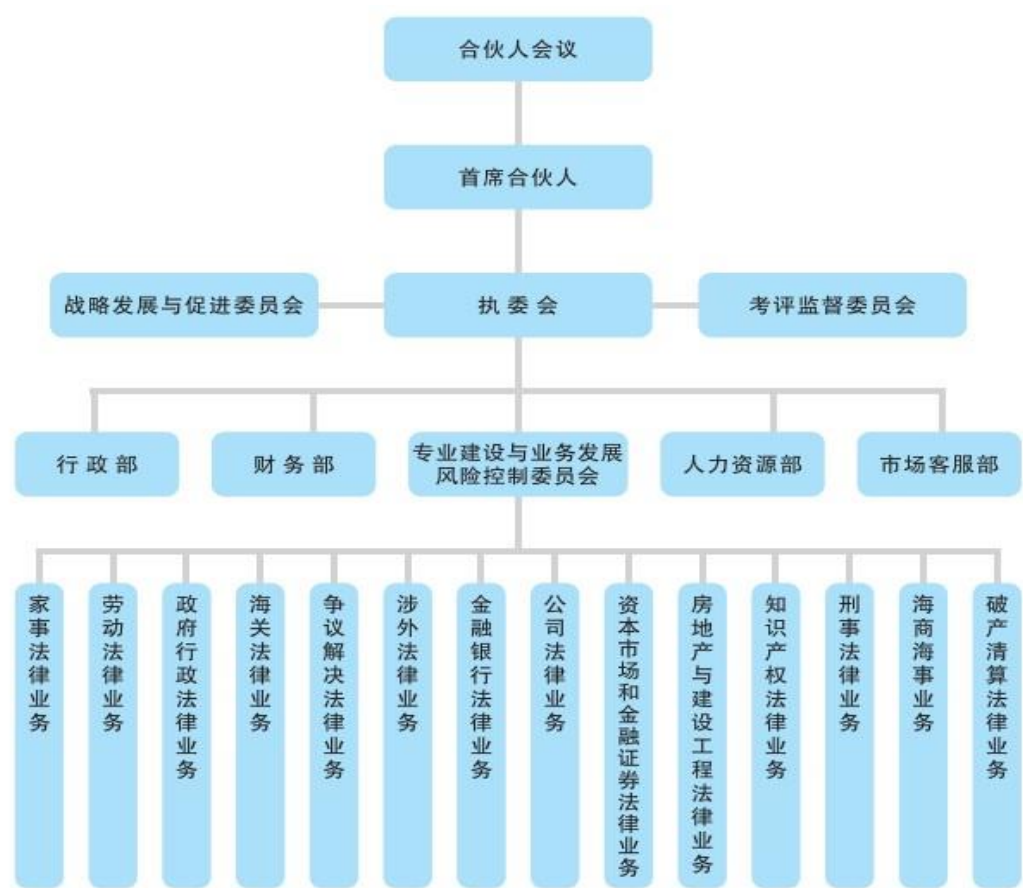 合伙人会议
首席合伙人
战略发展与促进委员会
执委会
考评监督委员会
行政部
财务部
专业建设与业务发展
风险控制委员会
人力资源部
市场客服部
家事法律业务
劳动法律业务
政府行政法律业务
海关法律业务
争议解决法律业务
涉外法律业务
金融银行法律业务
公司法律业务
资本市场和金融证券法律业务
房地产与建设工程法律业务
知识产权法律业务
刑事法律业务
海商海事业务
破产清算法律业务